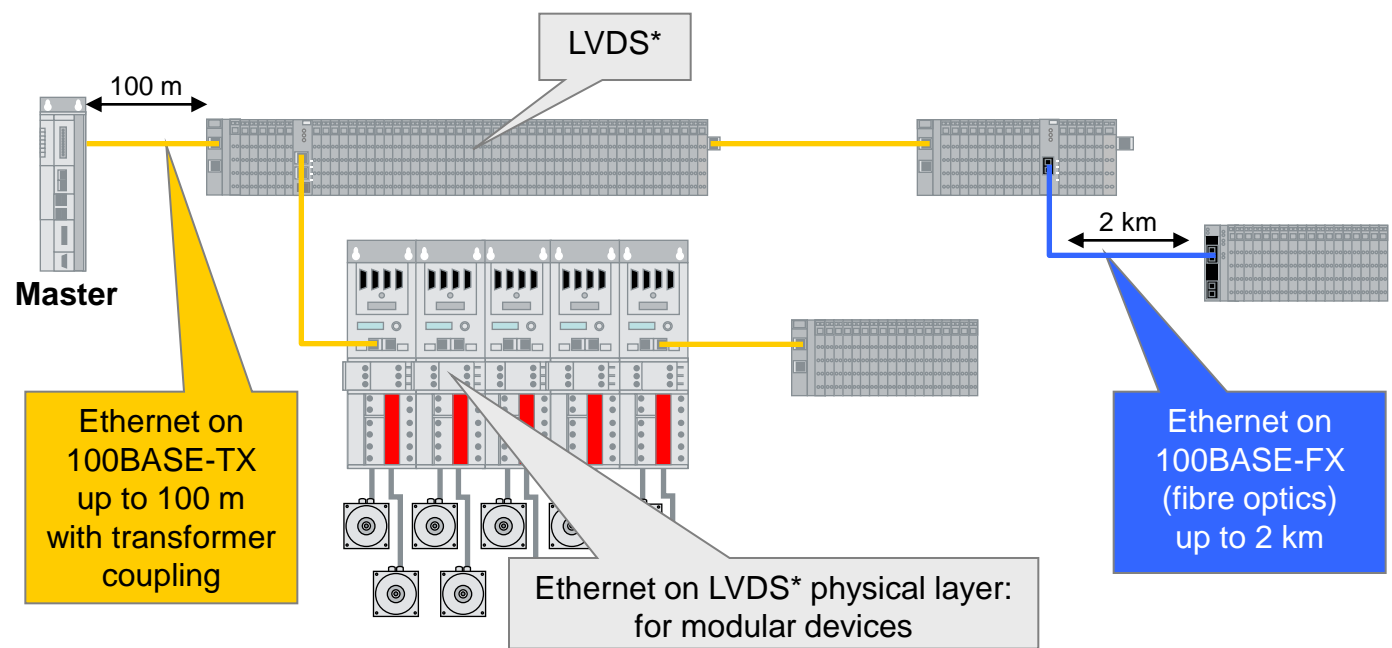 LVDS*
100 m
2 km
Master
Ethernet on
100BASE-TX
up to 100 m
with transformer
coupling
Ethernet on
100BASE-FX
(fibre optics)
up to 2 km
Ethernet on LVDS* physical layer:
for modular devices